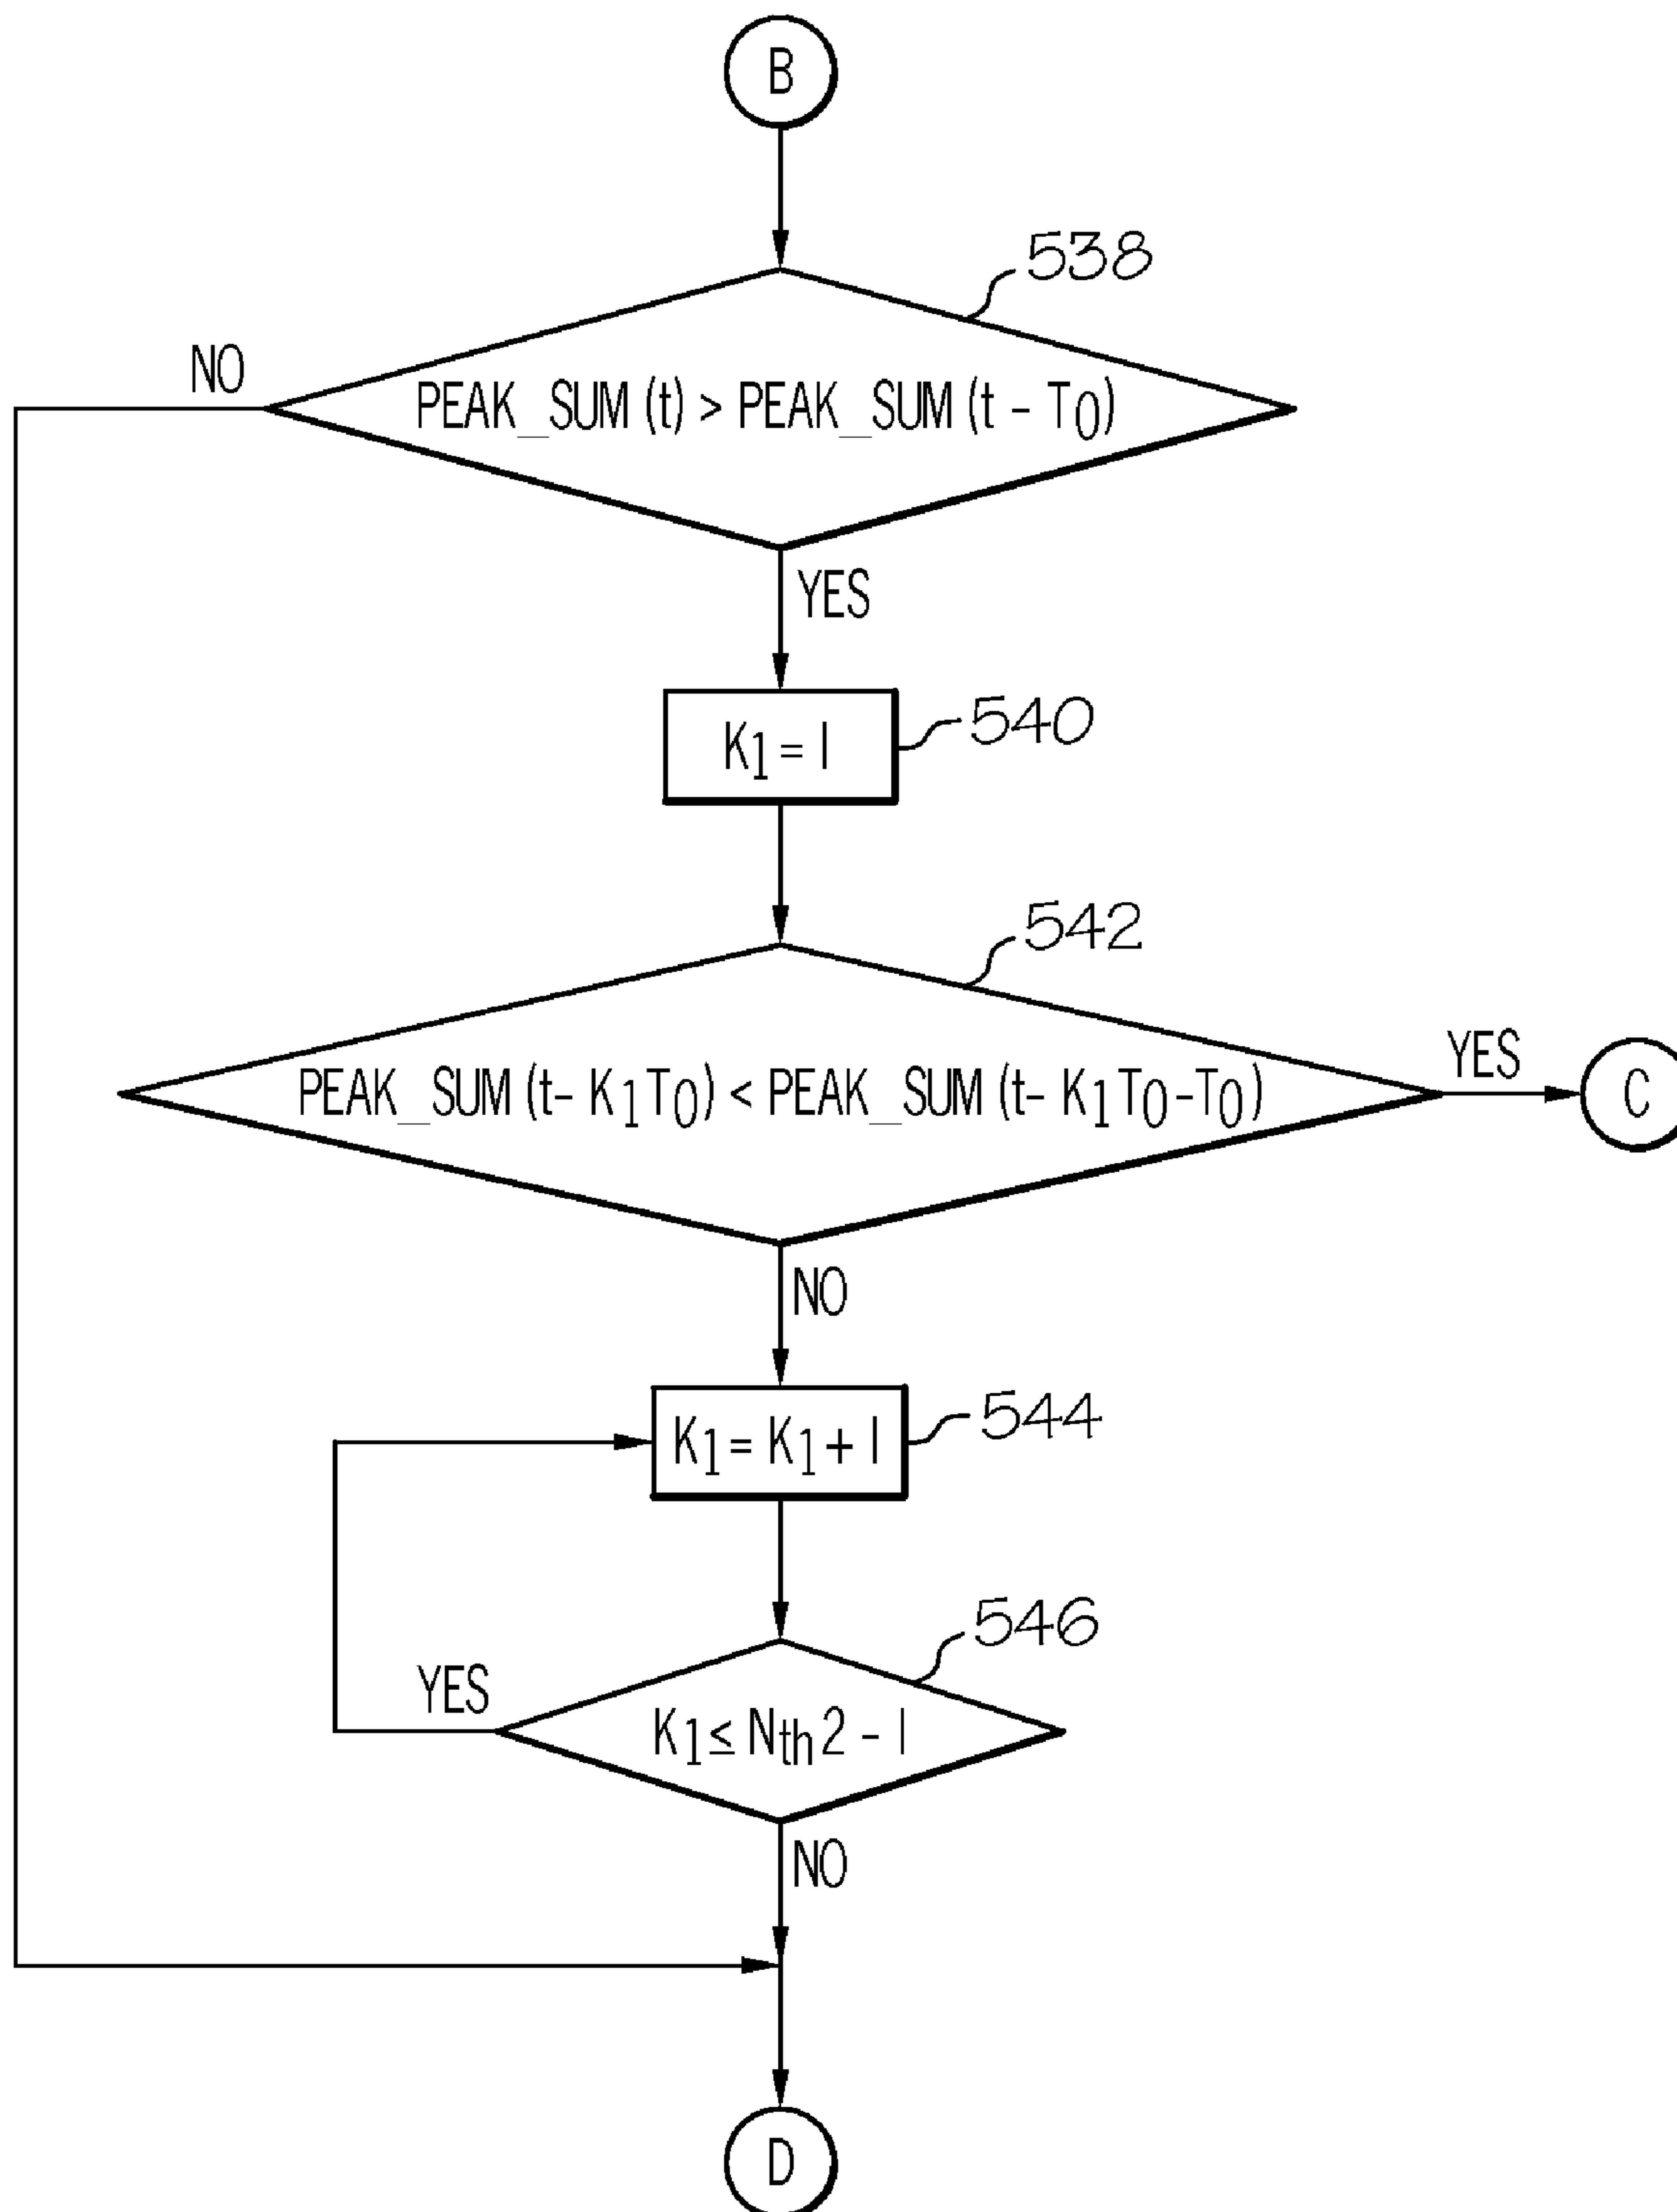 B
538
NO
PEAK_SUM (t) > PEAK_SUM (t - T₀)
YES
K₁ = 1
540
542
PEAK_SUM (t- K₁T₀) < PEAK_SUM (t- K₁T₀-T₀)
YES
C
NO
K₁ = K₁ + 1
544
546
YES
K₁ ≤ Nth2 - 1
NO
D